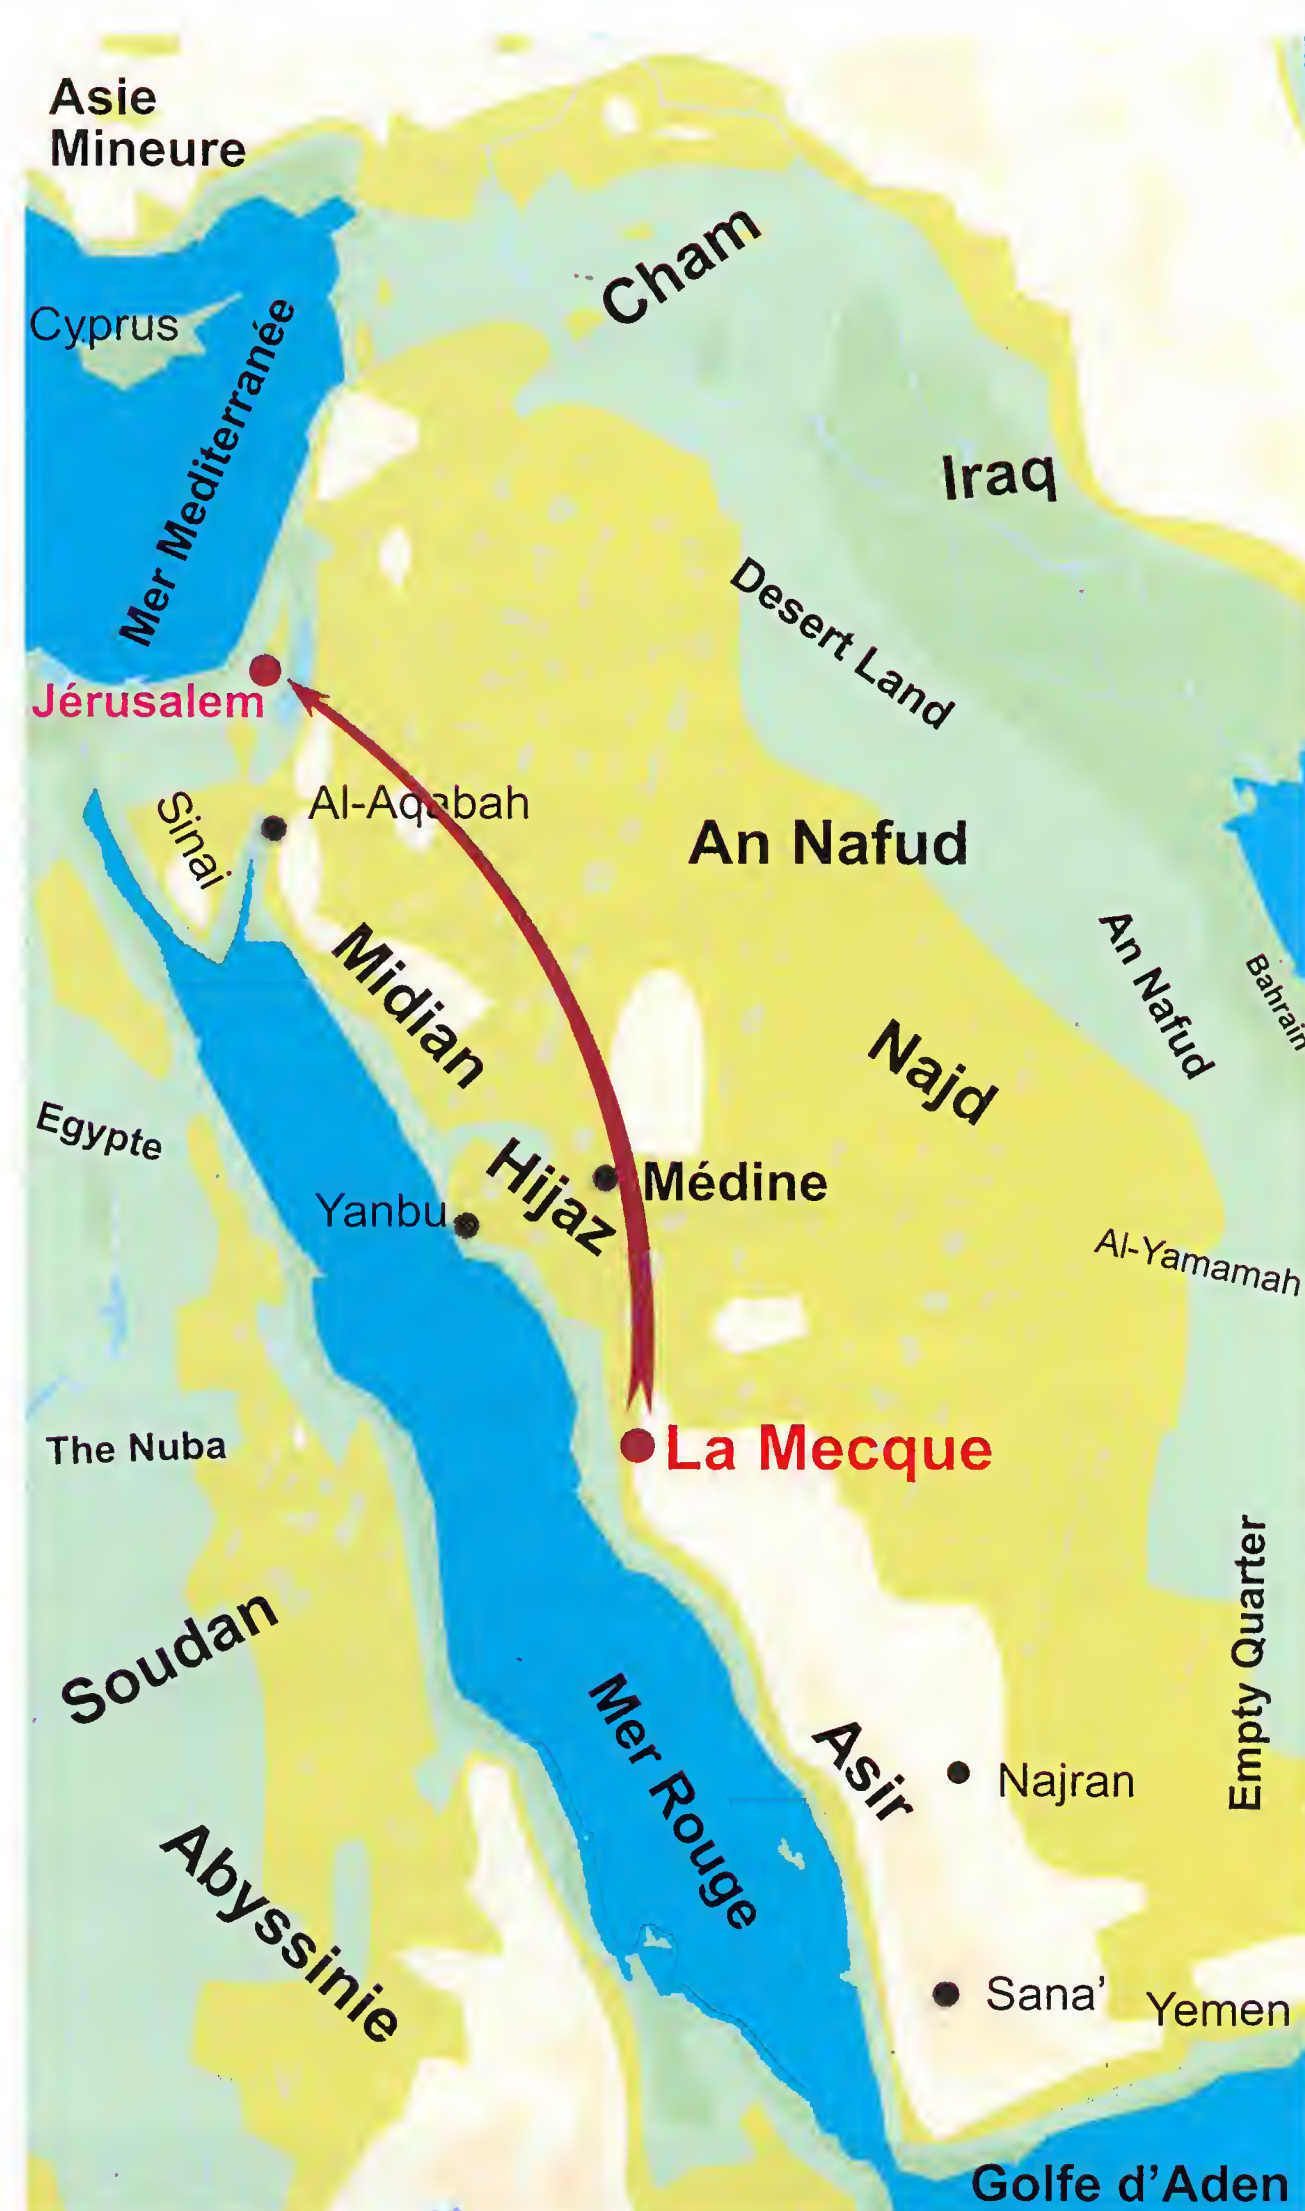 Asie
Mineure
Cham
Cyprus
Mer Mediterranée
Iraq
Desert Land
Jérusalem
Al-Aqabah
Sinai
An Nafud
An Nafud
Bahrain
Midian
Najd
Egypte
Hijaz
Médine
Yanbu
Al-Yamamah
La Mecque
The Nuba
Empty Quarter
Soudan
Mer Rouge
Asir
Najran
Abyssinie
Sana’
Yemen
Golfe d’Aden